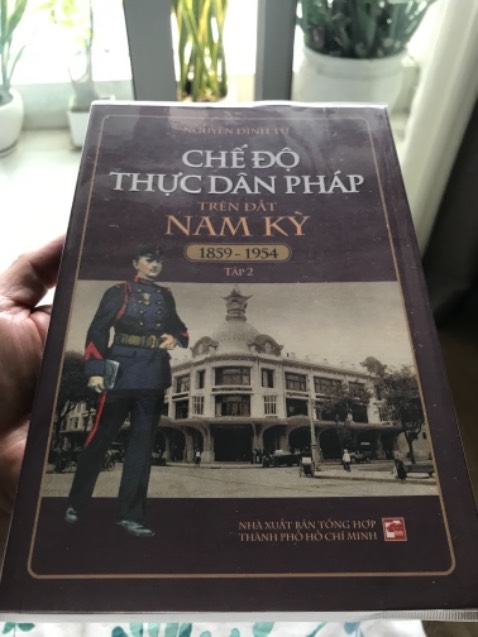 NGUYỄN ĐÌNH TƯ
CHẾ ĐỘ
THỰC DÂN PHÁP
TRÊN ĐẤT
NAM KỲ
1859 - 1954
TẬP 2
NHÀ XUẤT BẢN TỔNG HỢP
THÀNH PHỐ HỒ CHÍ MINH